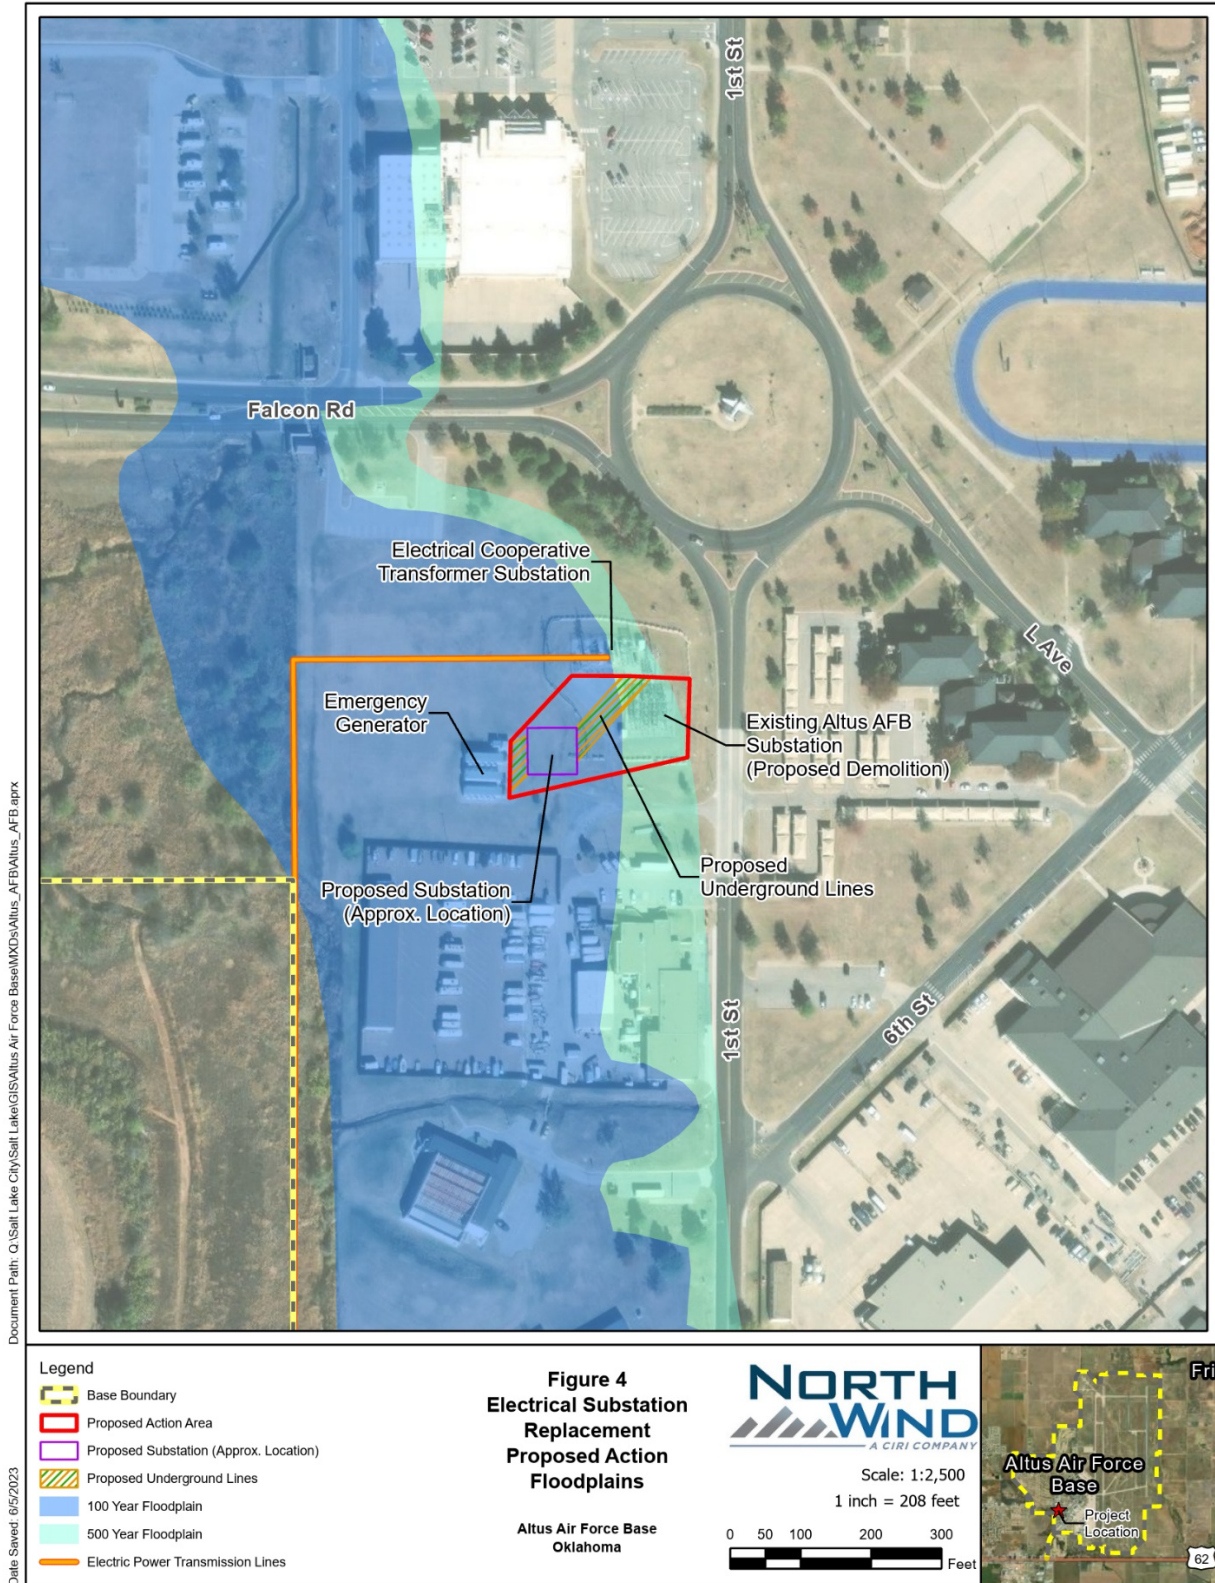 1st St
Falcon Rd
Electrical Cooperative
Transformer Substation
L Ave
Emergency
Generator
Existing Altus AFB
Substation
(Proposed Demolition)
Proposed Substation
(Approx. Location)
Proposed
Underground Lines
1st St
6th St
Document Path: Q:\Salt Lake City\Salt Lake\GIS\Altus Air Force Base\MXDs\Altus_AFB\Altus_AFB.aprx
Date Saved: 6/5/2023
Legend
Base Boundary
Proposed Action Area
Proposed Substation (Approx. Location)
Proposed Underground Lines
100 Year Floodplain
500 Year Floodplain
Electric Power Transmission Lines
Figure 4
Electrical Substation
Replacement
Proposed Action
Floodplains
Altus Air Force Base
Oklahoma
NORTH
WIND
A CIRI COMPANY
Scale: 1:2,500
1 inch = 208 feet
0 50 100 200 300
Feet
Fri
Altus Air Force
Base
Project
Location
62